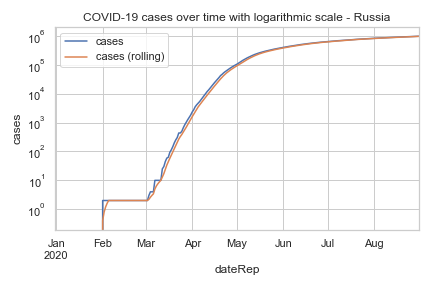 COVID-19 cases over time with logarithmic scale - Russia
cases
cases (rolling)
10⁶
10⁵
10⁴
10³
10²
10¹
10⁰
cases
Jan Feb Mar Apr May Jun Jul Aug
2020
dateRep